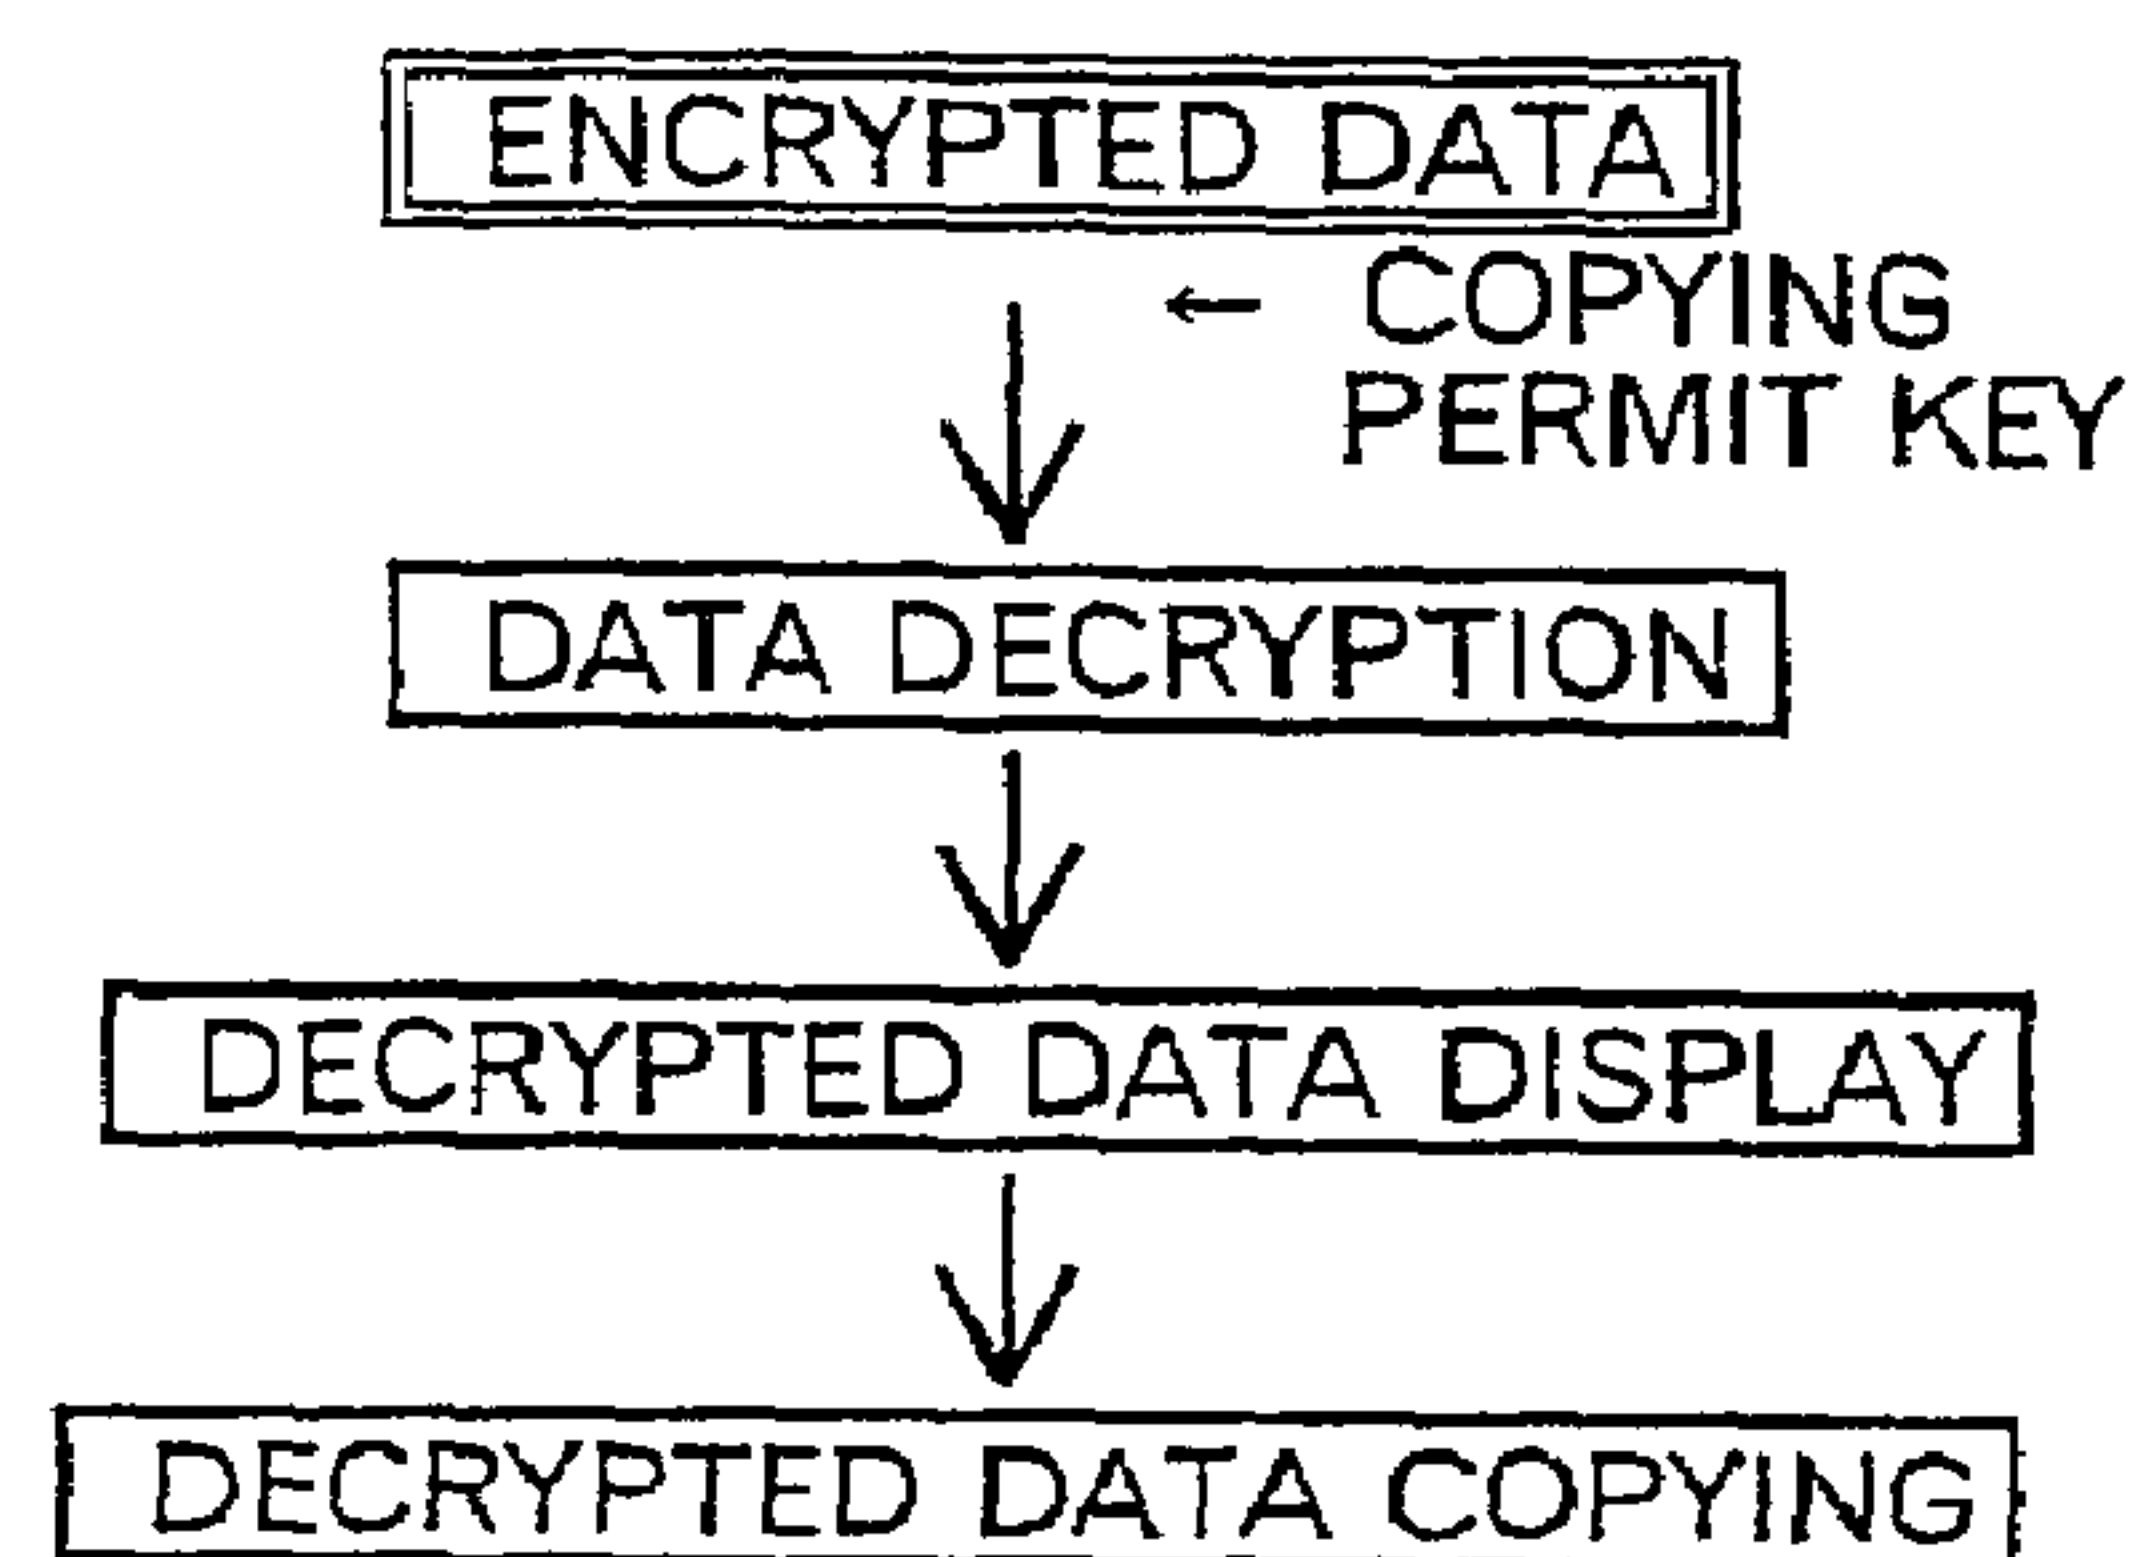 ENCRYPTED DATA
← COPYING
PERMIT KEY
DATA DECRYPTION
DECRYPTED DATA DISPLAY
DECRYPTED DATA COPYING